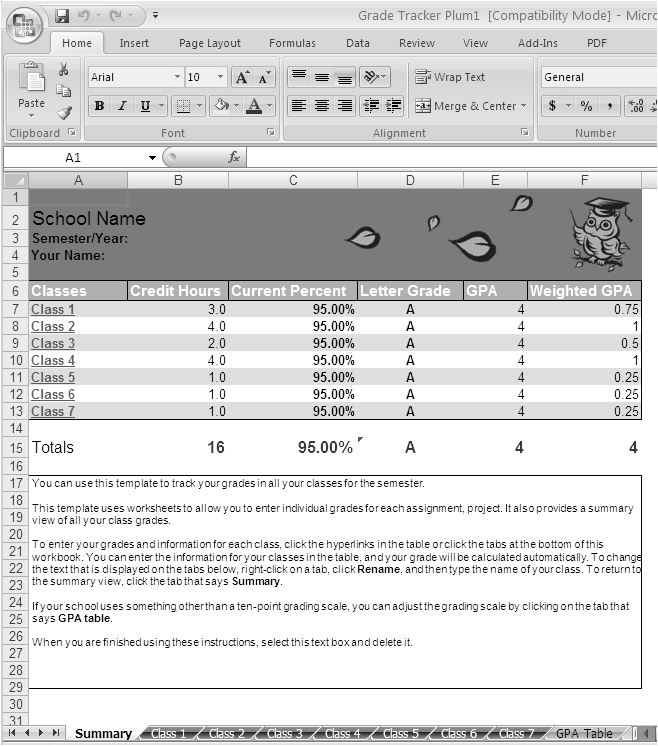 Grade Tracker Plum1 [Compatibility Mode] - Micro
Home Insert Page Layout Formulas Data Review View Add-Ins PDF
Paste
Arial 10 A A Wrap Text General
B I U A Merge & Center $ % , .00
Clipboard Font Alignment Number
A1 fx
A B C D E F
1
2 School Name
3 Semester/Year:
4 Your Name:
5
6 Classes Credit Hours Current Percent Letter Grade GPA Weighted GPA
7 Class 1 3.0 95.00% A 4 0.75
8 Class 2 4.0 95.00% A 4 1
9 Class 3 2.0 95.00% A 4 0.5
10 Class 4 4.0 95.00% A 4 1
11 Class 5 1.0 95.00% A 4 0.25
12 Class 6 1.0 95.00% A 4 0.25
13 Class 7 1.0 95.00% A 4 0.25
14
15 Totals 16 95.00% A 4 4
16
17 You can use this template to track your grades in all your classes for the semester.
18 This template uses worksheets to allow you to enter individual grades for each assignment, project. It also provides a summary
19 view of all your class grades.
20
21 To enter your grades and information for each class, click the hyperlinks in the table or click the tabs at the bottom of this
workbook. You can enter the information for your classes in the table, and your grade will be calculated automatically. To change
22 the text that is displayed on the tabs below, right-click on a tab, click Rename, and then type the name of your class. To return to
23 the summary view, click the tab that says Summary.
24 If your school uses something other than a ten-point grading scale, you can adjust the grading scale by clicking on the tab that
25 says GPA table.
26 When you are finished using these instructions, select this text box and delete it.
27
28
29
30
31
Summary Class 1 Class 2 Class 3 Class 4 Class 5 Class 6 Class 7 GPA Table